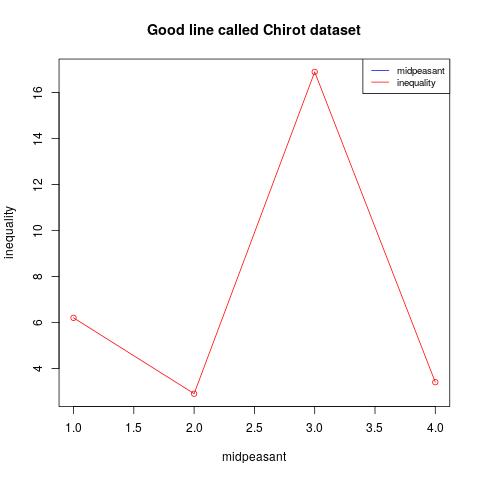 Good line called Chirot dataset
midpeasant
inequality
16
14
12
10
8
6
4
inequality
1.0 1.5 2.0 2.5 3.0 3.5 4.0
midpeasant